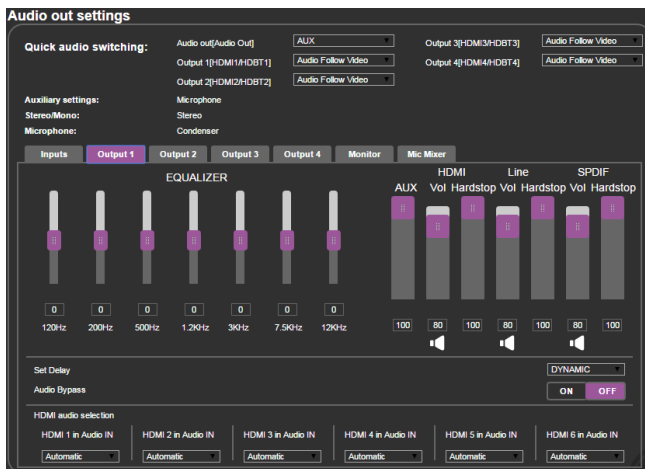 Audio out settings
Quick audio switching:
Audio out[Audio Out] AUX Output 3[HDMI3/HDBT3] Audio Follow Video
Output 1[HDMI1/HDBT1] Audio Follow Video Output 4[HDMI4/HDBT4] Audio Follow Video
Output 2[HDMI2/HDBT2] Audio Follow Video
Auxiliary settings: Microphone
Stereo/Mono: Stereo
Microphone: Condenser
Inputs Output 1 Output 2 Output 3 Output 4 Monitor Mic Mixer
EQUALIZER
HDMI Line SPDIF
AUX Vol Hardstop Vol Hardstop Vol Hardstop
0 0 0 0 0 0 0
120Hz 200Hz 500Hz 1.2KHz 3KHz 7.5KHz 12KHz
100 80 100 80 100 80 100
Set Delay DYNAMIC
Audio Bypass ON OFF
HDMI audio selection
HDMI 1 in Audio IN HDMI 2 in Audio IN HDMI 3 in Audio IN HDMI 4 in Audio IN HDMI 5 in Audio IN HDMI 6 in Audio IN
Automatic Automatic Automatic Automatic Automatic Automatic